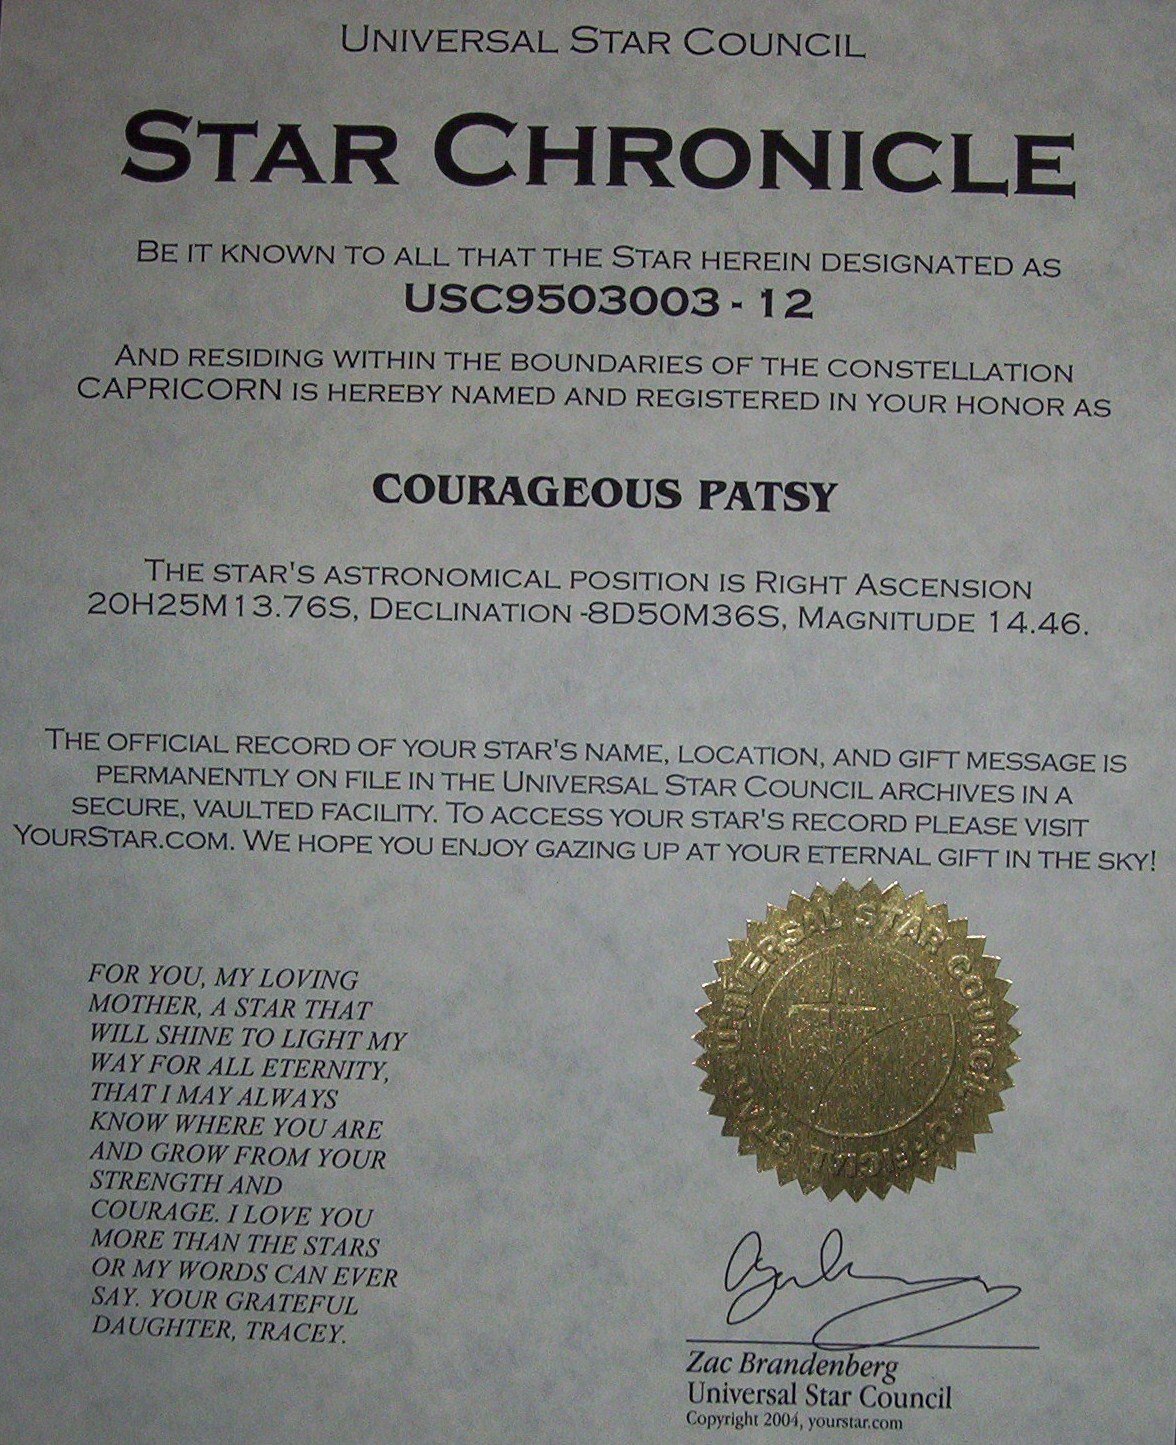 UNIVERSAL STAR COUNCIL
STAR CHRONICLE
BE IT KNOWN TO ALL THAT THE STAR HEREIN DESIGNATED AS
USC9503003 - 12
AND RESIDING WITHIN THE BOUNDARIES OF THE CONSTELLATION
CAPRICORN IS HEREBY NAMED AND REGISTERED IN YOUR HONOR AS
COURAGEOUS PATSY
THE STAR'S ASTRONOMICAL POSITION IS RIGHT ASCENSION
20H25M13.76S, DECLINATION -8D50M36S, MAGNITUDE 14.46.
THE OFFICIAL RECORD OF YOUR STAR'S NAME, LOCATION, AND GIFT MESSAGE IS
PERMANENTLY ON FILE IN THE UNIVERSAL STAR COUNCIL ARCHIVES IN A
SECURE, VAULTED FACILITY. TO ACCESS YOUR STAR'S RECORD PLEASE VISIT
YOURSTAR.COM. WE HOPE YOU ENJOY GAZING UP AT YOUR ETERNAL GIFT IN THE SKY!
FOR YOU, MY LOVING
MOTHER, A STAR THAT
WILL SHINE TO LIGHT MY
WAY FOR ALL ETERNITY,
THAT I MAY ALWAYS
KNOW WHERE YOU ARE
AND GROW FROM YOUR
STRENGTH AND
COURAGE. I LOVE YOU
MORE THAN THE STARS
OR MY WORDS CAN EVER
SAY. YOUR GRATEFUL
DAUGHTER, TRACEY.
UNIVERSAL STAR COUNCIL
OFFICIAL STAR
Zac Brandenberg
Universal Star Council
Copyright 2004, yourstar.com